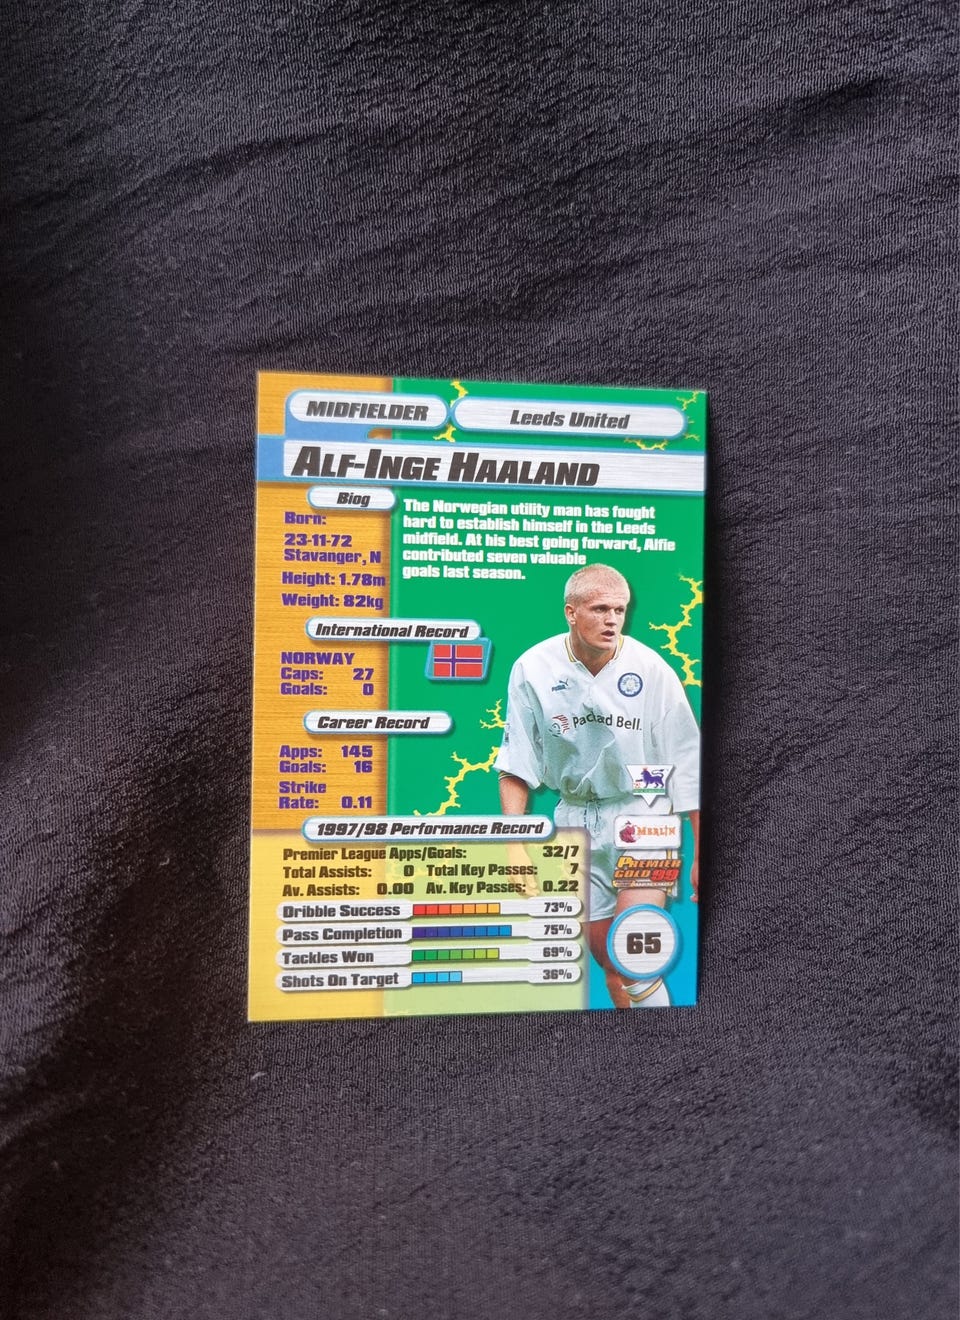 MIDFIELDER
Leeds United
ALF-INGE HAALAND
Biog
Born:
23-11-72
Stavanger, N
Height: 1.78m
Weight: 82kg
The Norwegian utility man has fought
hard to establish himself in the Leeds
midfield. At his best going forward, Alfie
contributed seven valuable
goals last season.
International Record
NORWAY
Caps: 27
Goals: 0
Career Record
Apps: 145
Goals: 16
Strike
Rate: 0.11
PUMA
Packard Bell.
MERLIN
PREMIER
GOLD 99
65
1997/98 Performance Record
Premier League Apps/Goals: 32/7
Total Assists: 0 Total Key Passes: 7
Av. Assists: 0.00 Av. Key Passes: 0.22
Dribble Success 73%
Pass Completion 75%
Tackles Won 69%
Shots On Target 36%